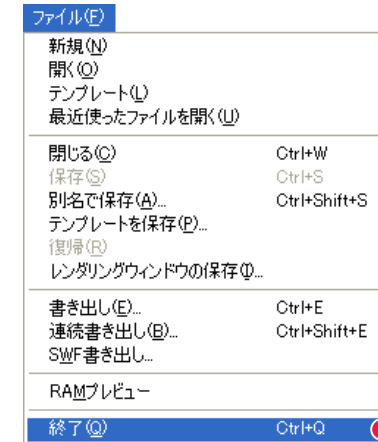 ファイル(F)
新規(N)
開く(O)
テンプレート(L)
最近使ったファイルを開く(U)
閉じる(C) Ctrl+W
保存(S) Ctrl+S
別名で保存(A)... Ctrl+Shift+S
テンプレートを保存(P)...
復帰(R)
レンダリングウィンドウの保存(I)...
書き出し(E)... Ctrl+E
連続書き出し(B)... Ctrl+Shift+E
SWF書き出し...
RAMプレビュー
終了(Q) Ctrl+Q